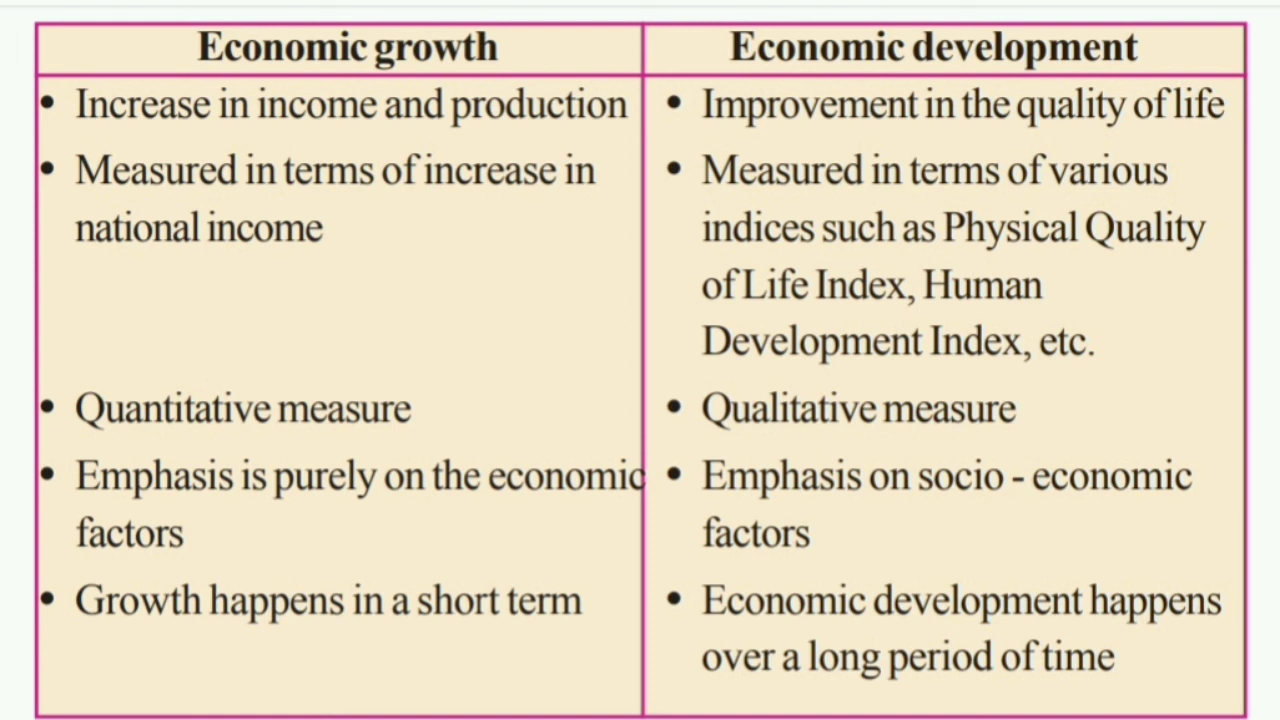 Economic growth
Economic development
• Increase in income and production
• Measured in terms of increase in
national income
• Quantitative measure
• Emphasis is purely on the economic
factors
• Growth happens in a short term
• Improvement in the quality of life
• Measured in terms of various
indices such as Physical Quality
of Life Index, Human
Development Index, etc.
• Qualitative measure
• Emphasis on socio - economic
factors
• Economic development happens
over a long period of time